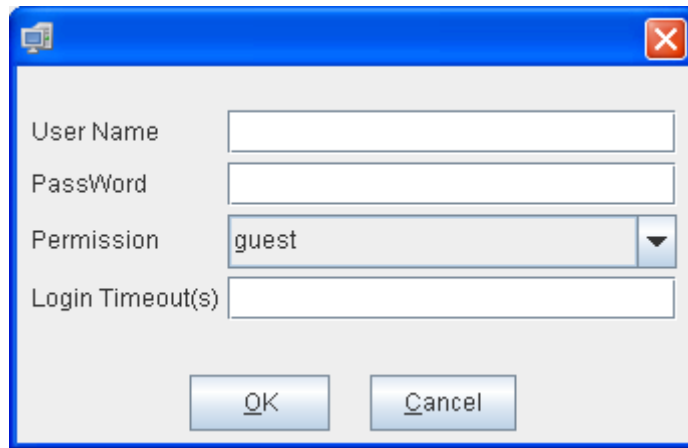 User Name
PassWord
Permission guest
Login Timeout(s)
OK Cancel